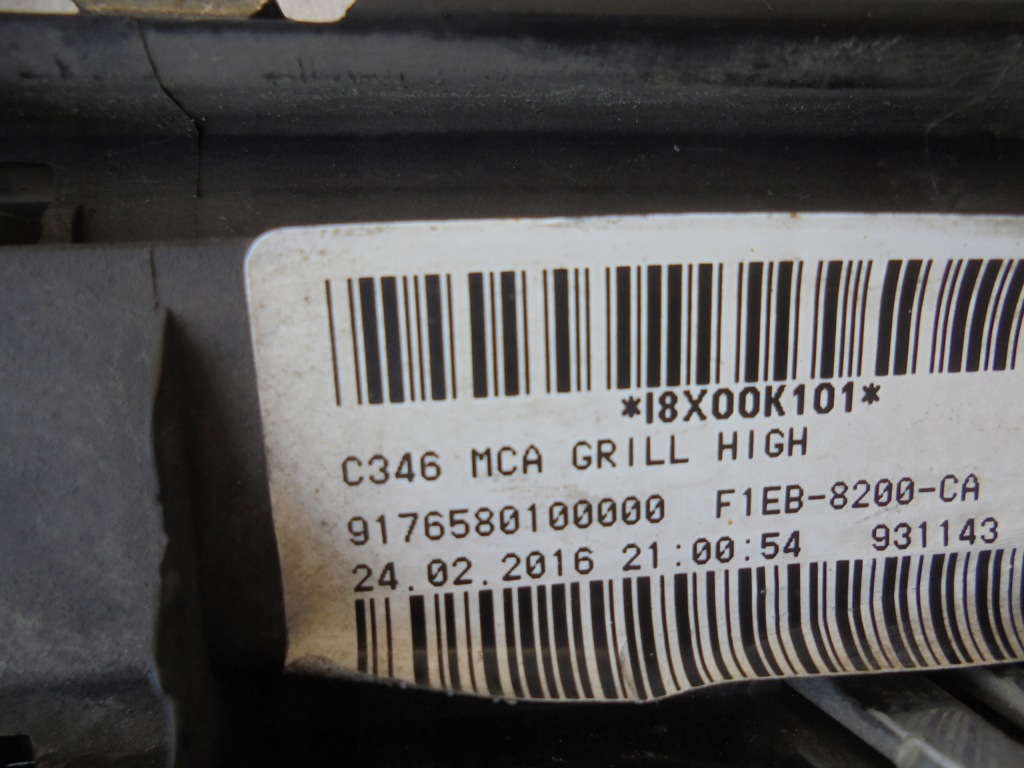 *I8X00K101*
C346 MCA GRILL HIGH
9176580100000 F1EB-8200-CA
24.02.2016 21:00:54 931143